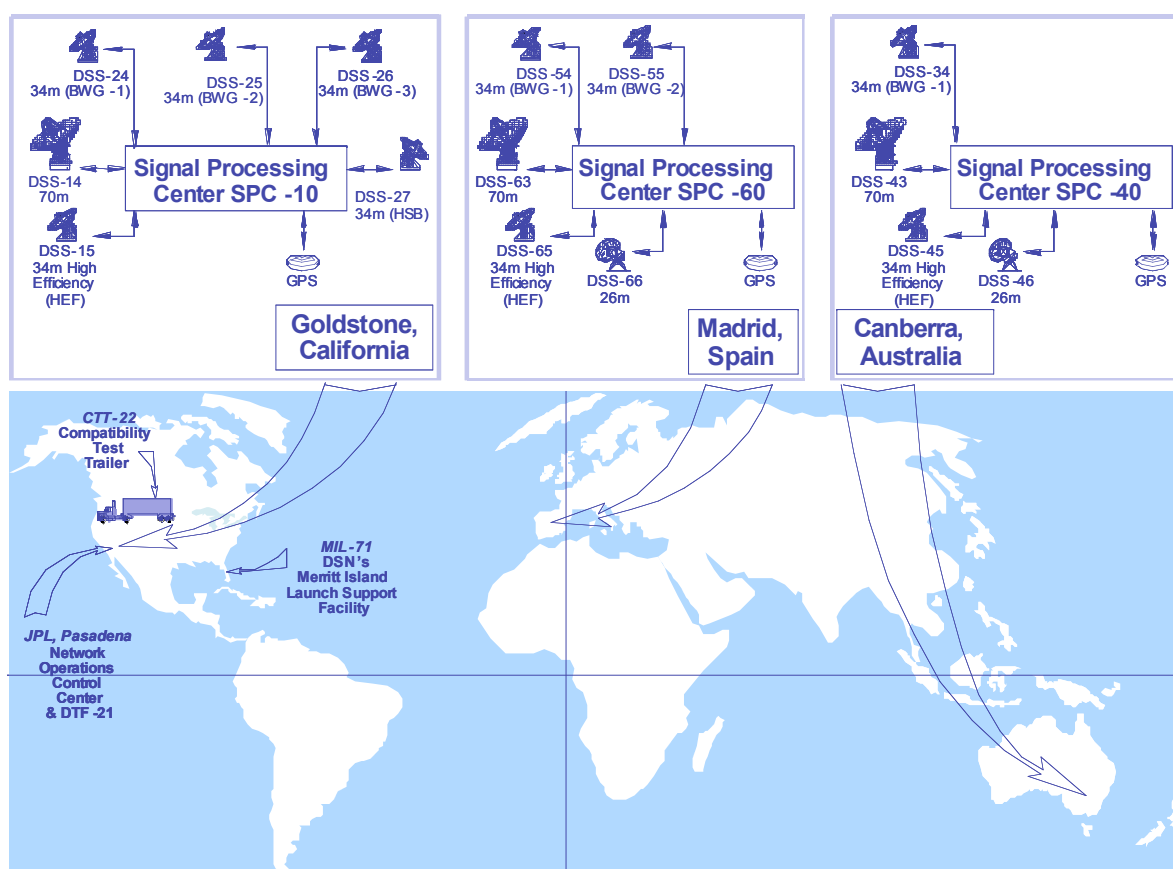 DSS-24
34m (BWG -1)
DSS-25
34m (BWG -2)
DSS-26
34m (BWG -3)
DSS-14
70m
Signal Processing
Center SPC -10
DSS-27
34m (HSB)
DSS-15
34m High
Efficiency
(HEF)
GPS
Goldstone,
California
DSS -54
34m (BWG -1)
DSS-55
34m (BWG -2)
DSS-63
70m
Signal Processing
Center SPC -60
DSS-65
34m High
Efficiency
(HEF)
DSS-66
26m
GPS
Madrid,
Spain
DSS-34
34m (BWG -1)
DSS-43
70m
Signal Processing
Center SPC -40
DSS-45
34m High
Efficiency
(HEF)
DSS-46
26m
GPS
Canberra,
Australia
CTT-22
Compatibility
Test
Trailer
MIL-71
DSN's
Merritt Island
Launch Support
Facility
JPL, Pasadena
Network
Operations
Control
Center
& DTF -21